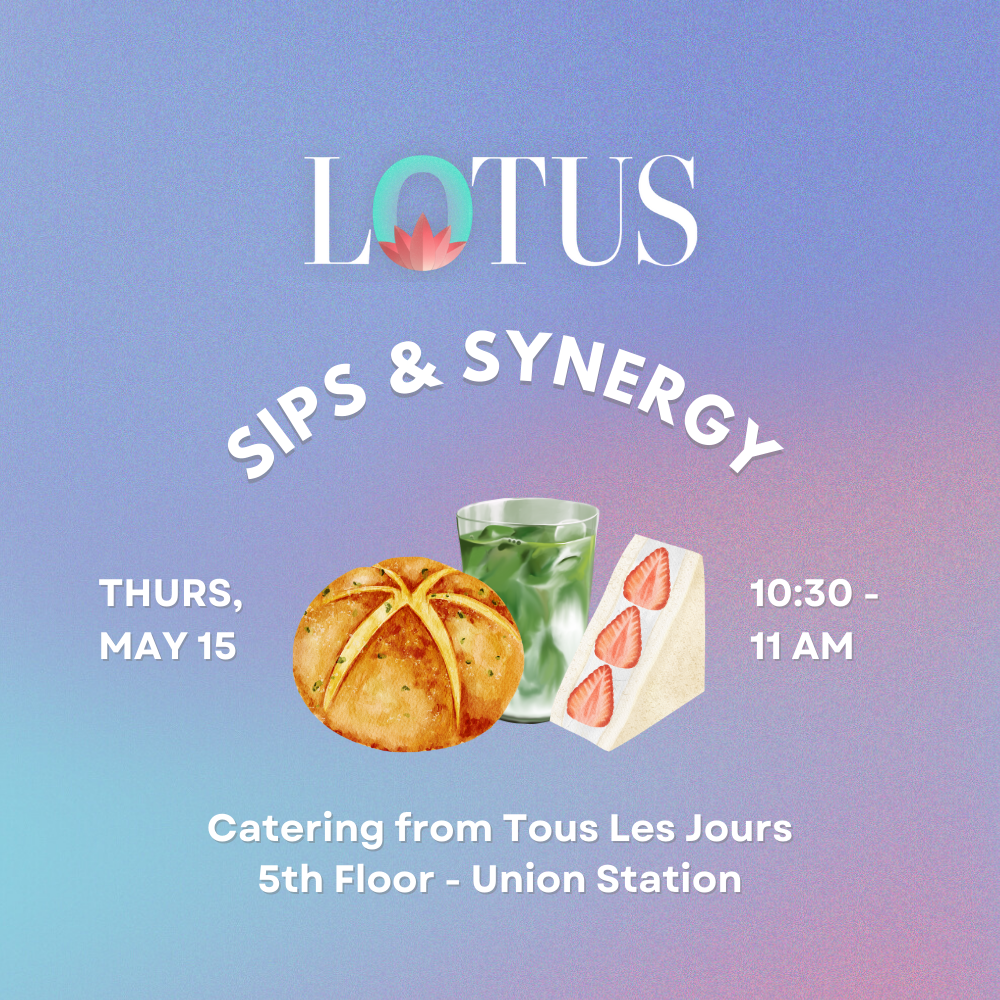 LOTUS
SIPS & SYNERGY
THURS,
MAY 15
10:30 -
11 AM
Catering from Tous Les Jours
5th Floor - Union Station